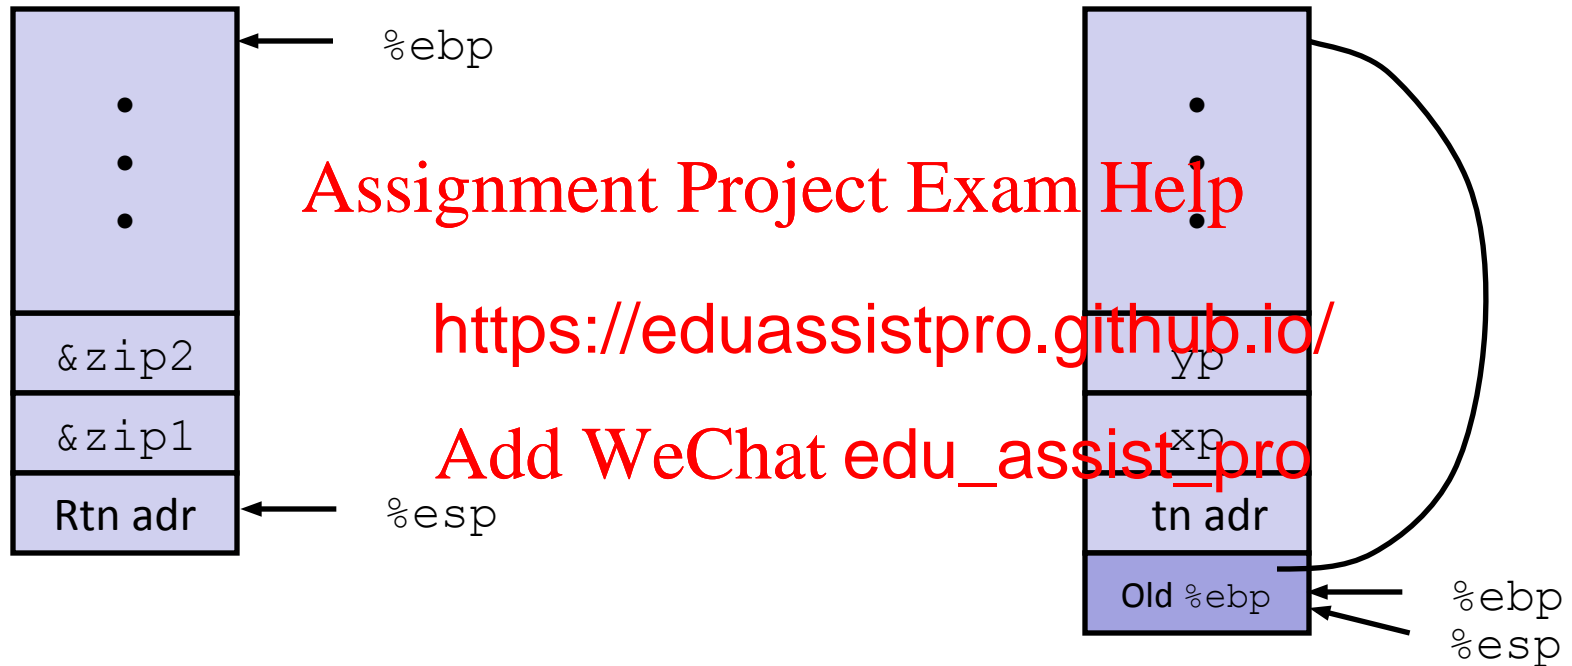 %ebp
Assignment Project Exam Help
https://eduassistpro.github.io/
&zip2
yp
&zip1
xp
Add WeChat edu_assist_pro
Rtn adr
%esp
tn adr
Old %ebp
%ebp
%esp